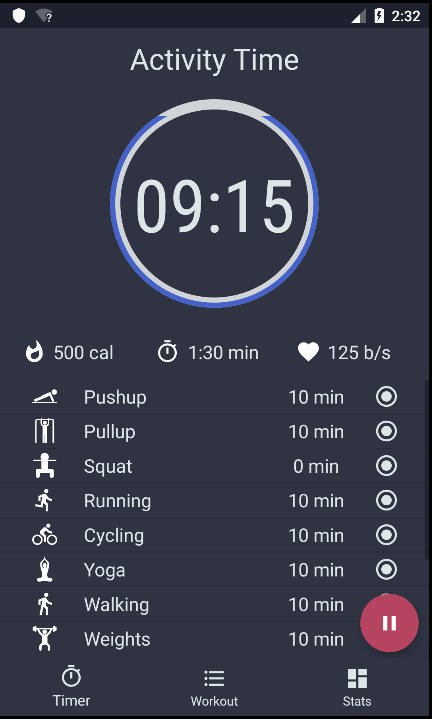 2:32
Activity Time
09:15
500 cal 1:30 min 125 b/s
Pushup 10 min
Pullup 10 min
Squat 0 min
Running 10 min
Cycling 10 min
Yoga 10 min
Walking 10 min
Weights 10 min
Timer Workout Stats